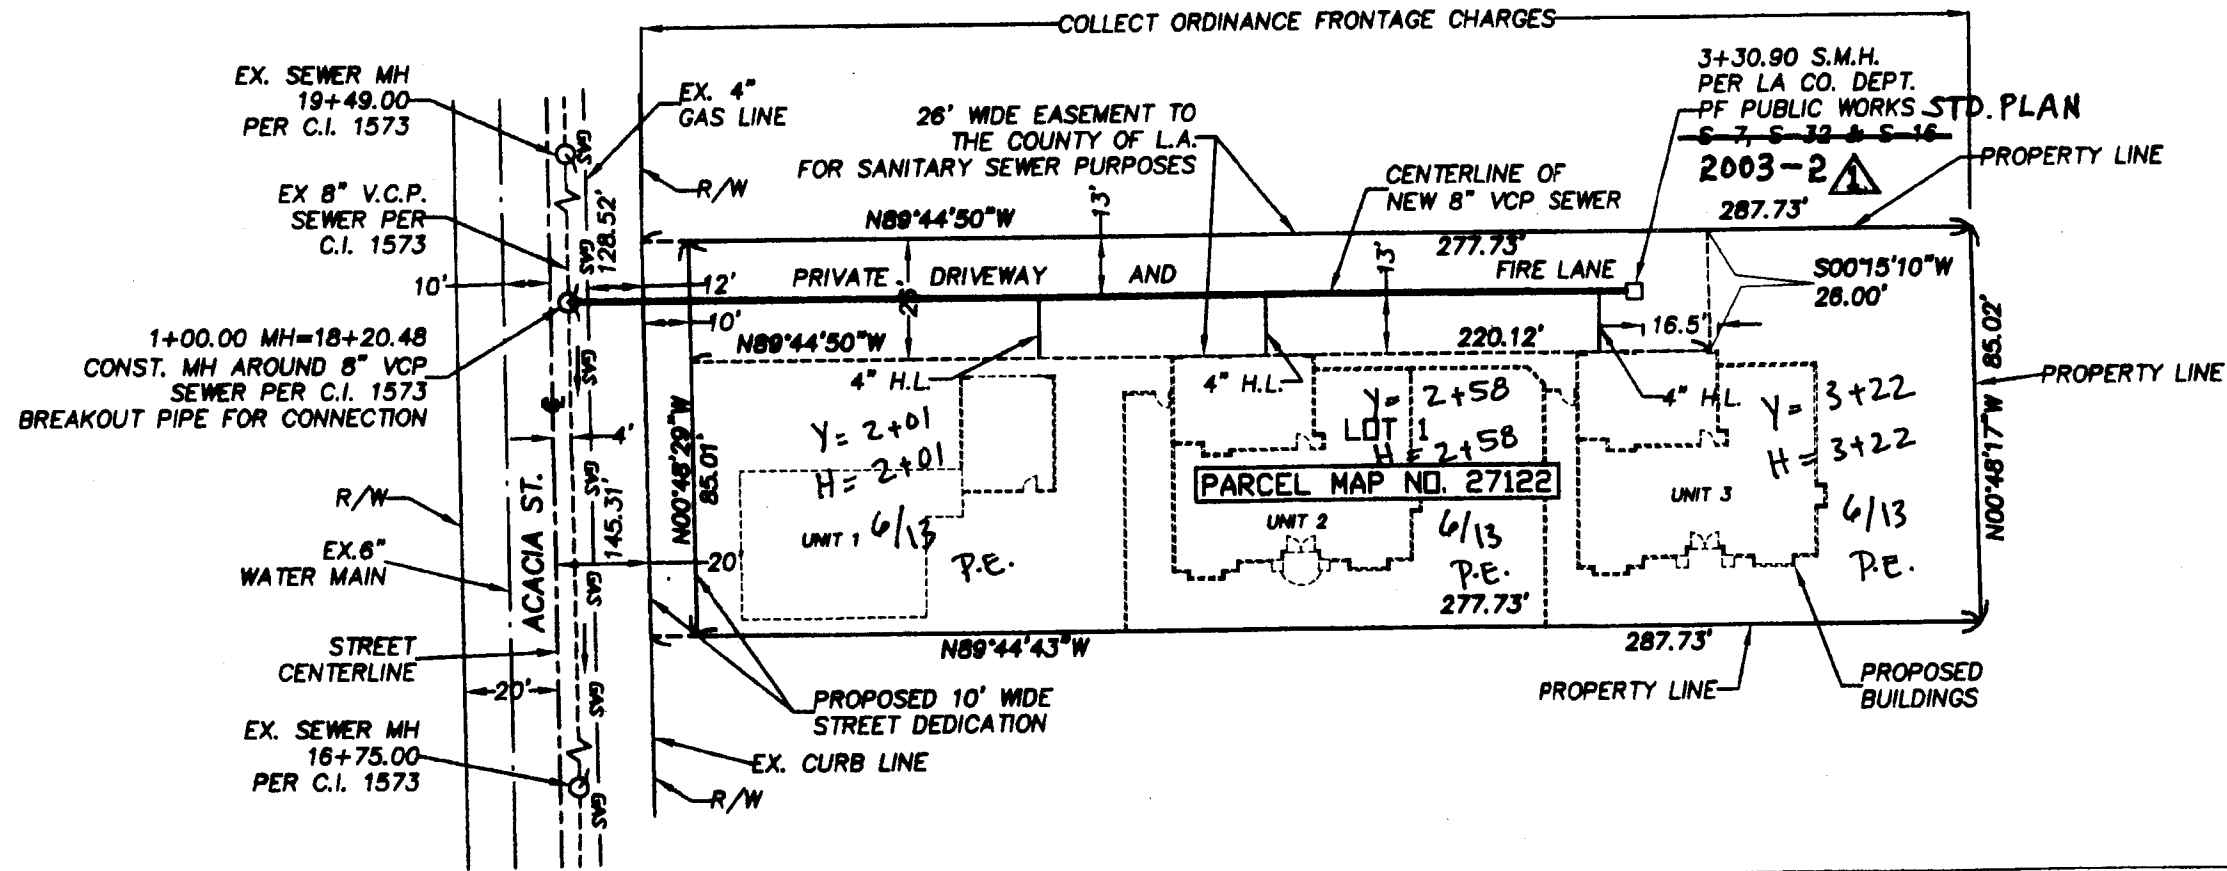 COLLECT ORDINANCE FRONTAGE CHARGES
EX. SEWER MH
19+49.00
PER C.I. 1573
EX. 4"
GAS LINE
26' WIDE EASEMENT TO
THE COUNTY OF L.A.
FOR SANITARY SEWER PURPOSES
3+30.90 S.M.H.
PER LA CO. DEPT.
PF PUBLIC WORKS STD. PLAN
S-7, S-32 & S-16
2003-2 1
PROPERTY LINE
EX 8" V.C.P.
SEWER PER
C.I. 1573
GAS
128.52'
R/W
CENTERLINE OF
NEW 8" VCP SEWER
287.73'
N89°44'50"W
13'
277.73'
13'
GAS
PRIVATE DRIVEWAY AND FIRE LANE
S00°15'10"W
26.00'
10'
12'
26'
10'
1+00.00 MH=18+20.48
CONST. MH AROUND 8" VCP
SEWER PER C.I. 1573
BREAKOUT PIPE FOR CONNECTION
N89°44'50"W
220.12'
16.5'
85.02'
N00°48'17"W
PROPERTY LINE
GAS
4" H.L.
4" H.L.
4" H.L.
Y= 2+01
H= 2+01
Y= 2+58
LOT 1
H= 2+58
Y= 3+22
H= 3+22
4'
N00°48'29"W
85.01'
PARCEL MAP NO. 27122
R/W
ACACIA ST.
GAS
145.31'
UNIT 1
6/13
P.E.
UNIT 2
6/13
P.E.
UNIT 3
6/13
P.E.
EX.6"
WATER MAIN
20'
GAS
277.73'
STREET
CENTERLINE
N89°44'43"W
287.73'
20'
GAS
PROPOSED 10' WIDE
STREET DEDICATION
PROPERTY LINE
PROPOSED
BUILDINGS
EX. SEWER MH
16+75.00
PER C.I. 1573
EX. CURB LINE
R/W
GAS